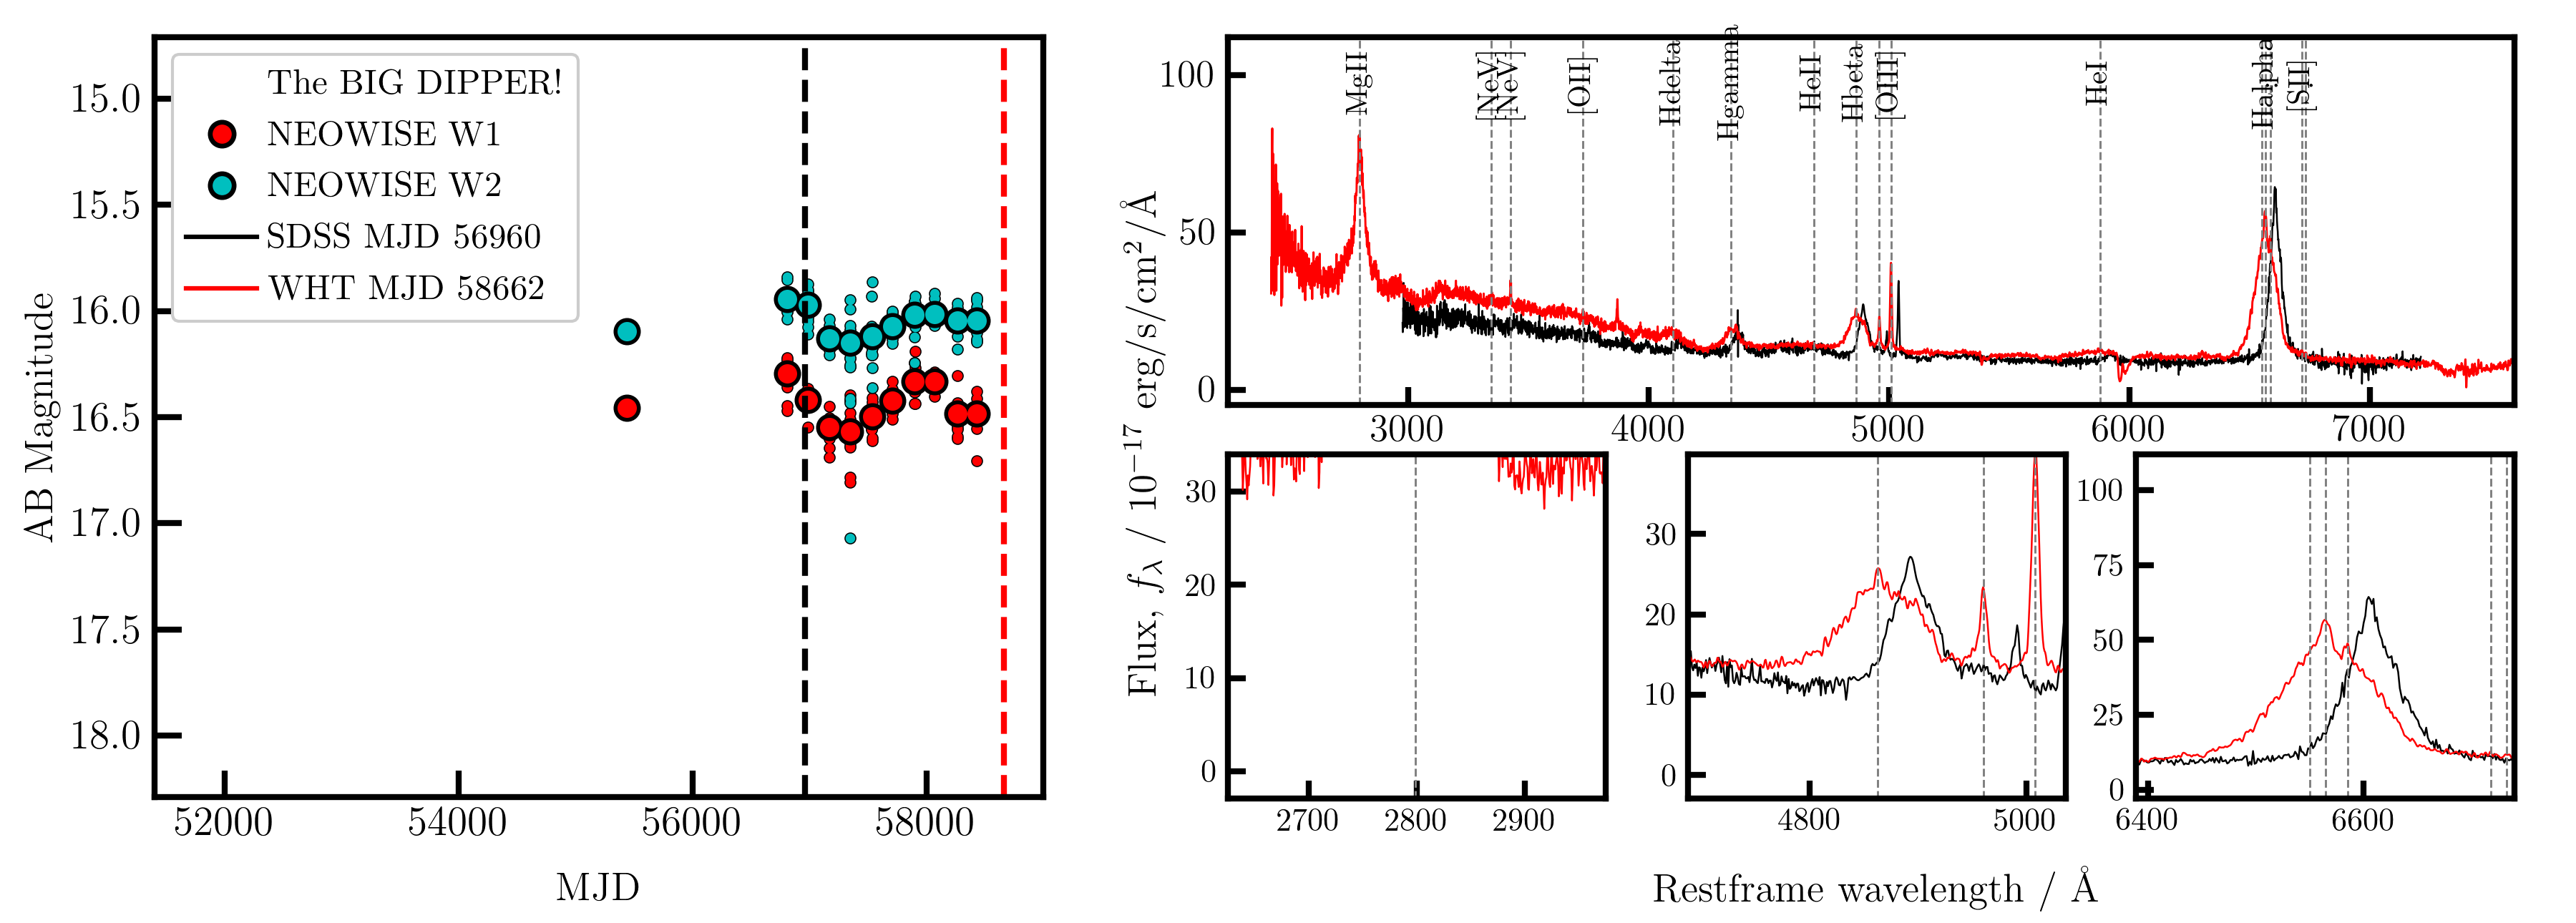 The BIG DIPPER!
NEOWISE W1
NEOWISE W2
SDSS MJD 56960
WHT MJD 58662
AB Magnitude
15.0
15.5
16.0
16.5
17.0
17.5
18.0
52000 54000 56000 58000
MJD
Flux, fλ / 10⁻¹⁷ erg/s/cm² /Å
100
50
0
MgII
[NeV]
[NeV]
[OII]
Hdelta
Hgamma
HeII
Hbeta
[OIII]
HeI
Halpha
[SII]
3000 4000 5000 6000 7000
30
20
10
0
2700 2800 2900
30
20
10
0
4800 5000
100
75
50
25
0
6400 6600
Restframe wavelength / Å